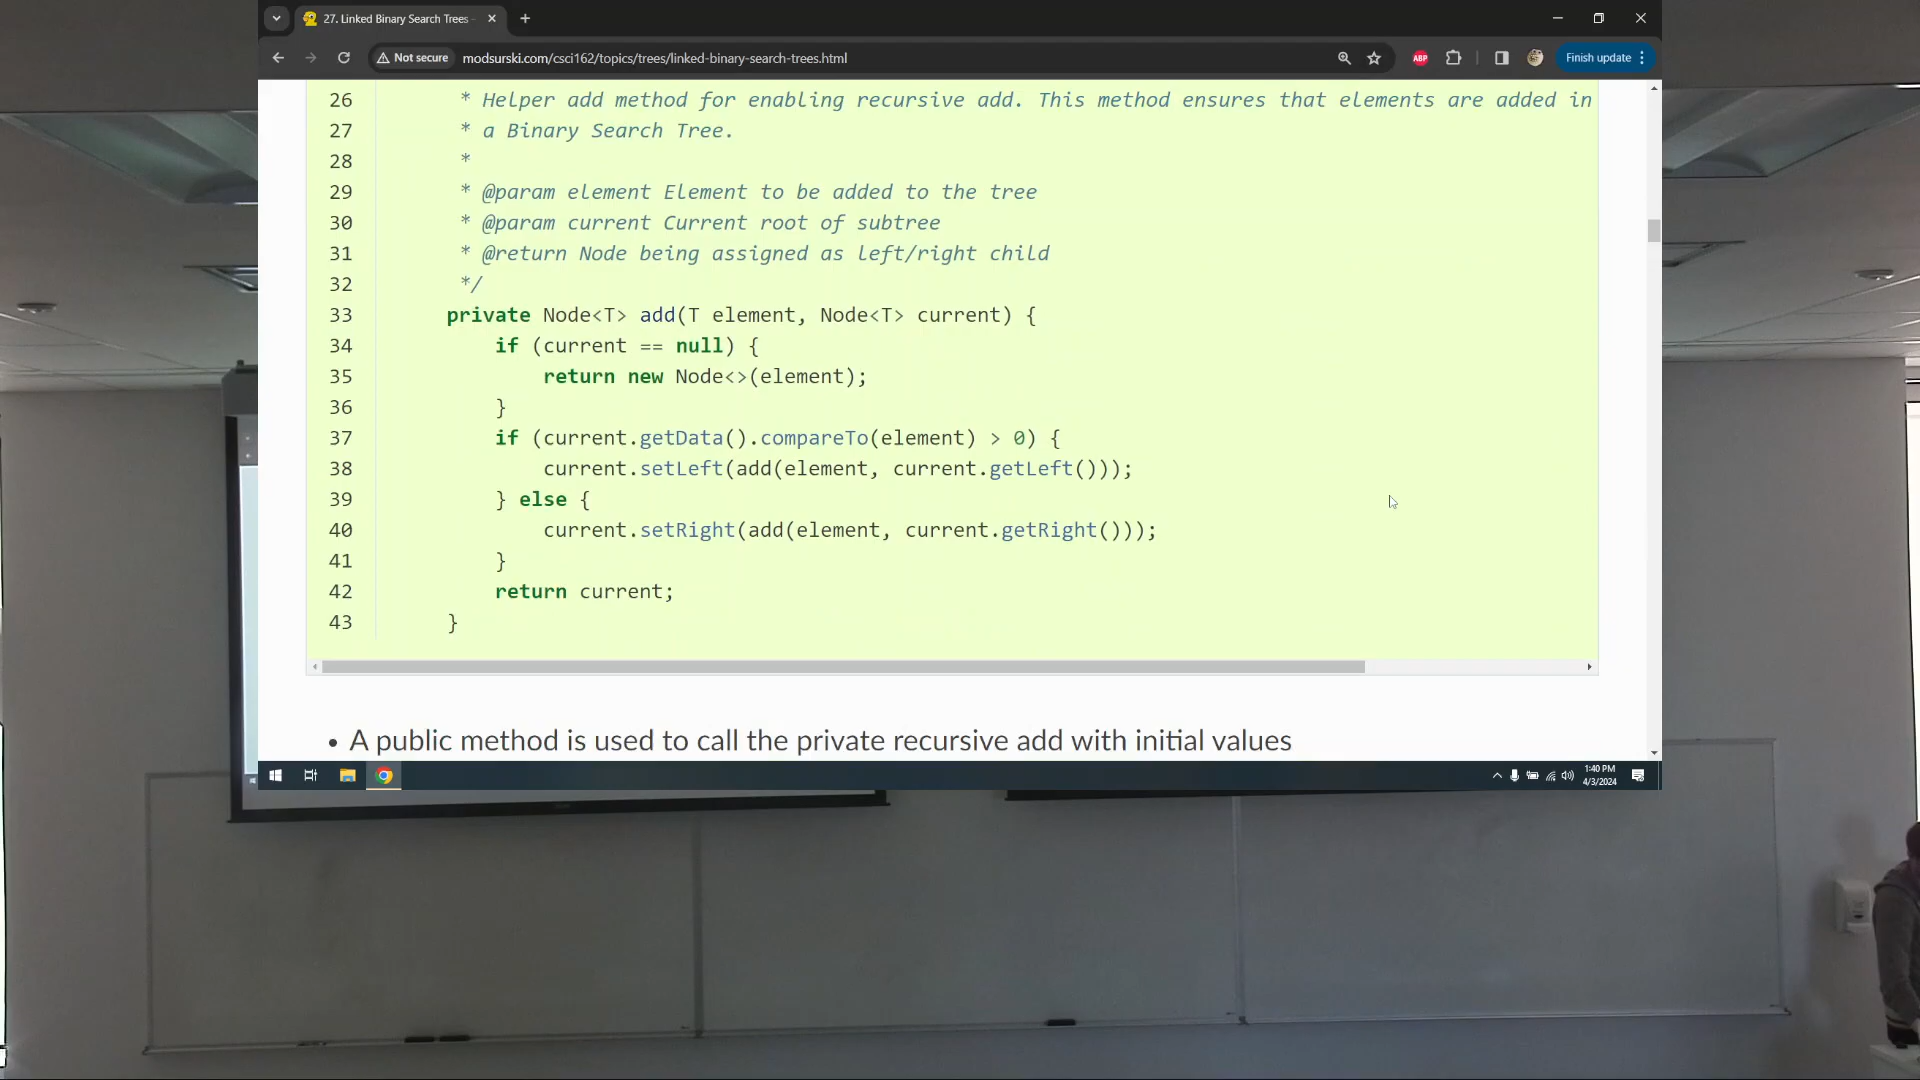 27. Linked Binary Search Trees
Not secure
modsurski.com/csci162/topics/trees/linked-binary-search-trees.html
ABP
Finish update
26 * Helper add method for enabling recursive add. This method ensures that elements are added in
27 * a Binary Search Tree.
28 *
29 * @param element Element to be added to the tree
30 * @param current Current root of subtree
31 * @return Node being assigned as left/right child
32 */
33 private Node<T> add(T element, Node<T> current) {
34 if (current == null) {
35 return new Node<>(element);
36 }
37 if (current.getData().compareTo(element) > 0) {
38 current.setLeft(add(element, current.getLeft()));
39 } else {
40 current.setRight(add(element, current.getRight()));
41 }
42 return current;
43 }
• A public method is used to call the private recursive add with initial values
1:40 PM
4/3/2024